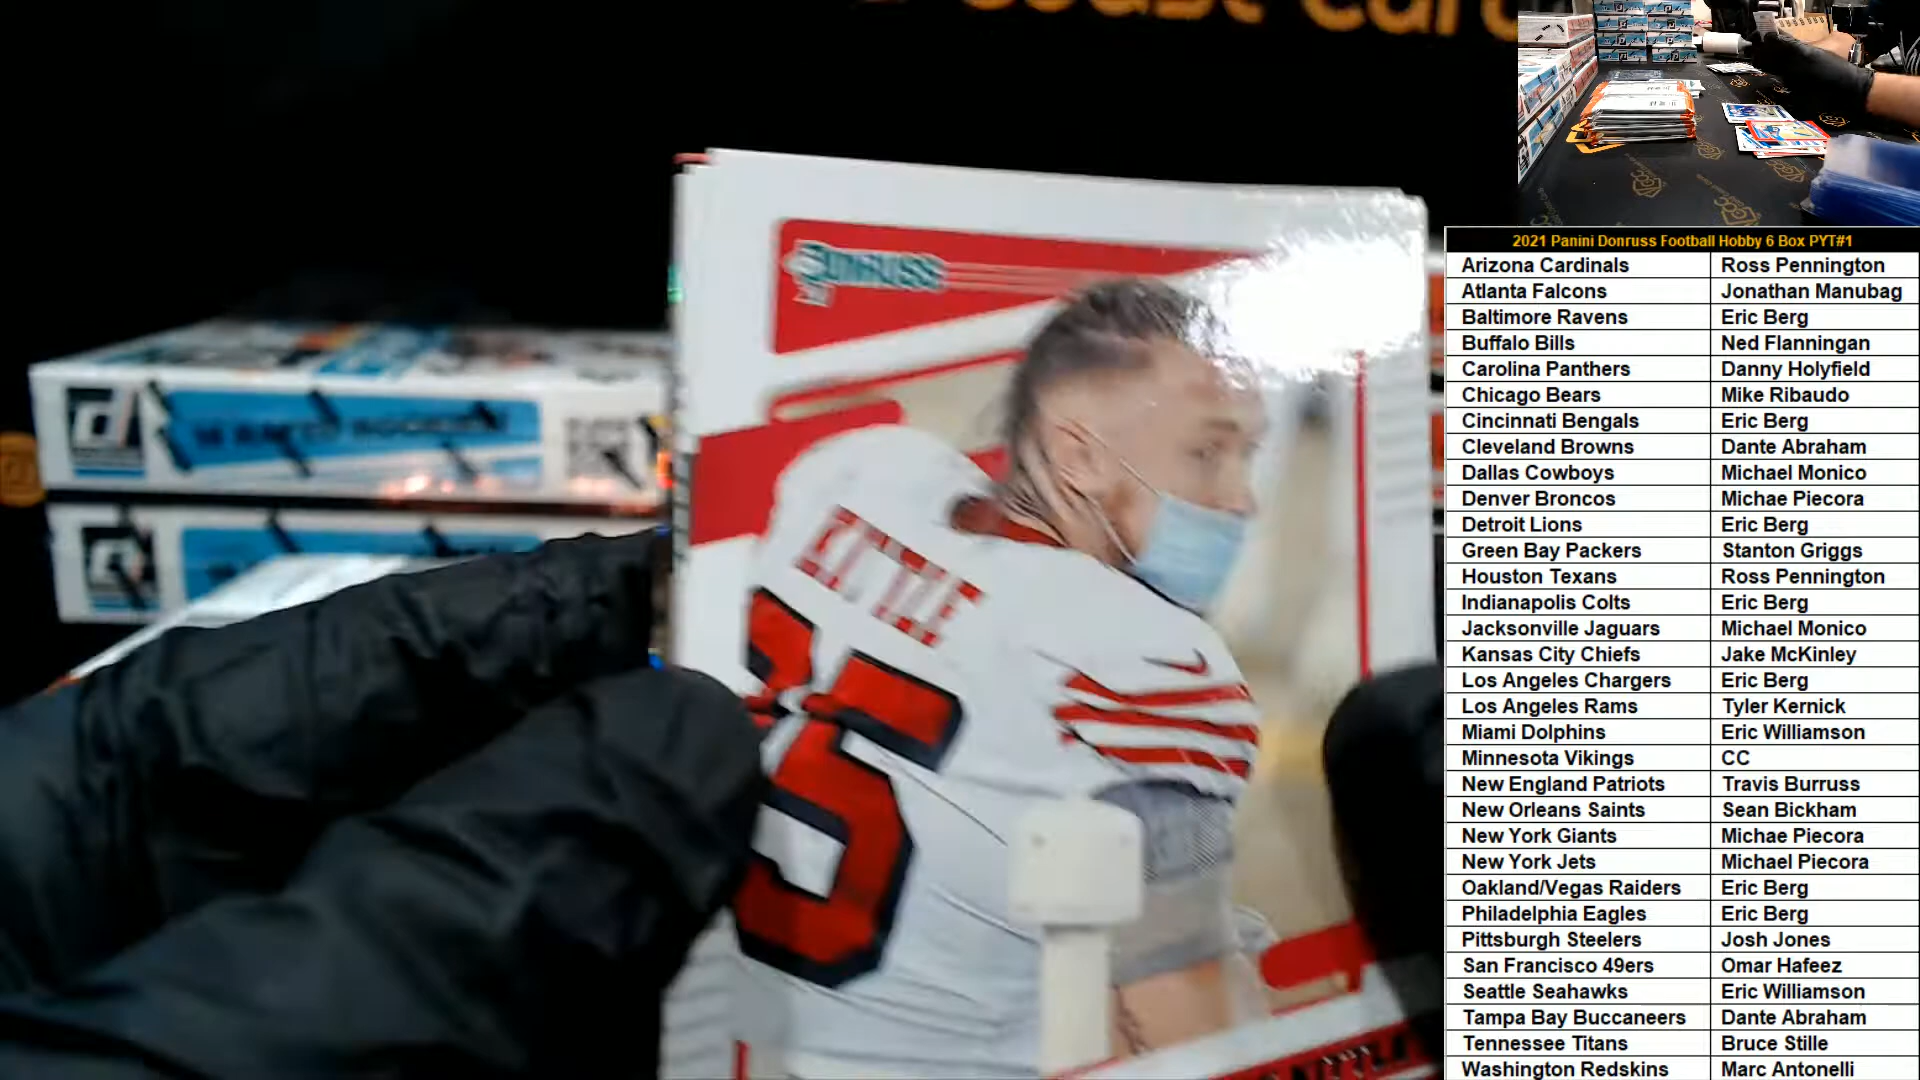 coast card
DONRUSS
KITTLE
85
2021 Panini Donruss Football Hobby 6 Box PYT#1
Arizona Cardinals Ross Pennington
Atlanta Falcons Jonathan Manubag
Baltimore Ravens Eric Berg
Buffalo Bills Ned Flanningan
Carolina Panthers Danny Holyfield
Chicago Bears Mike Ribaudo
Cincinnati Bengals Eric Berg
Cleveland Browns Dante Abraham
Dallas Cowboys Michael Monico
Denver Broncos Michae Piecora
Detroit Lions Eric Berg
Green Bay Packers Stanton Griggs
Houston Texans Ross Pennington
Indianapolis Colts Eric Berg
Jacksonville Jaguars Michael Monico
Kansas City Chiefs Jake McKinley
Los Angeles Chargers Eric Berg
Los Angeles Rams Tyler Kernick
Miami Dolphins Eric Williamson
Minnesota Vikings CC
New England Patriots Travis Burruss
New Orleans Saints Sean Bickham
New York Giants Michae Piecora
New York Jets Michael Piecora
Oakland/Vegas Raiders Eric Berg
Philadelphia Eagles Eric Berg
Pittsburgh Steelers Josh Jones
San Francisco 49ers Omar Hafeez
Seattle Seahawks Eric Williamson
Tampa Bay Buccaneers Dante Abraham
Tennessee Titans Bruce Stille
Washington Redskins Marc Antonelli